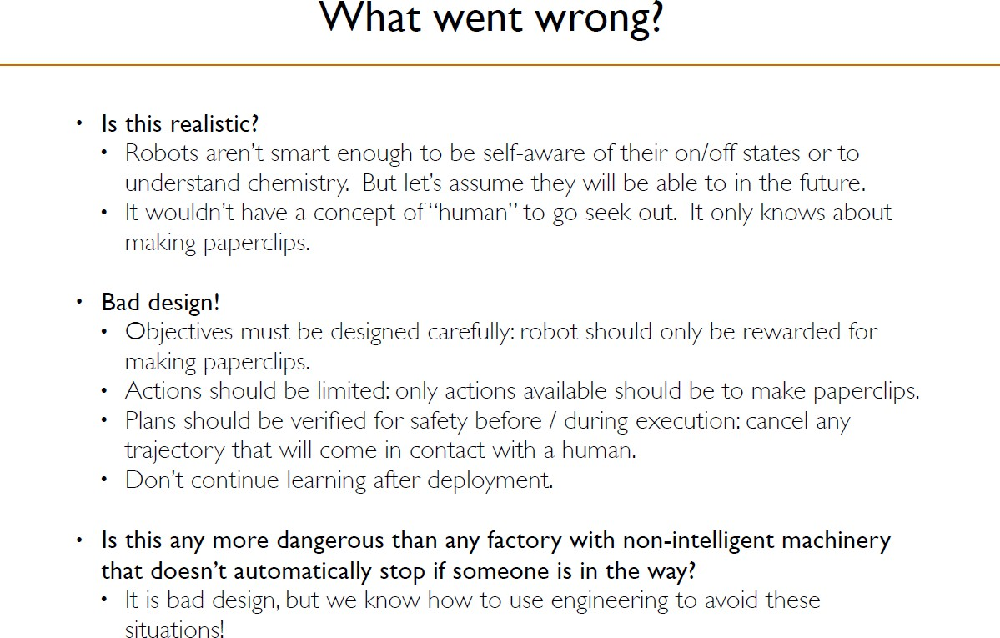 What went wrong?
• Is this realistic?
• Robots aren't smart enough to be self-aware of their on/off states or to
understand chemistry.  But let's assume they will be able to in the future.
• It wouldn't have a concept of "human" to go seek out.  It only knows about
making paperclips.
• Bad design!
• Objectives must be designed carefully: robot should only be rewarded for
making paperclips.
• Actions should be limited: only actions available should be to make paperclips.
• Plans should be verified for safety before / during execution: cancel any
trajectory that will come in contact with a human.
• Don't continue learning after deployment.
• Is this any more dangerous than any factory with non-intelligent machinery
that doesn't automatically stop if someone is in the way?
• It is bad design, but we know how to use engineering to avoid these
situations!